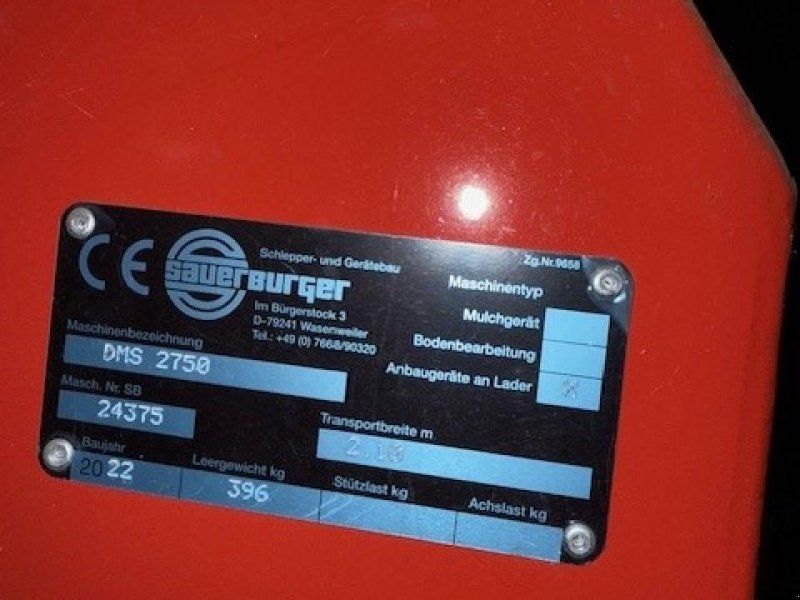 CE
SAUERBURGER
Schlepper- und Gerätebau
Im Bürgerstock 3
D-79241 Wasenweiler
Tel.: +49 (0) 7668/90320
Zg.Nr.9658
Maschinentyp
Mulchgerät
Bodenbearbeitung
Anbaugeräte an Lader X
Maschinenbezeichnung
DMS 2750
Masch. Nr. SB
24375
Transportbreite m
Baujahr
2022
Leergewicht kg
396
Stützlast kg
Achslast kg